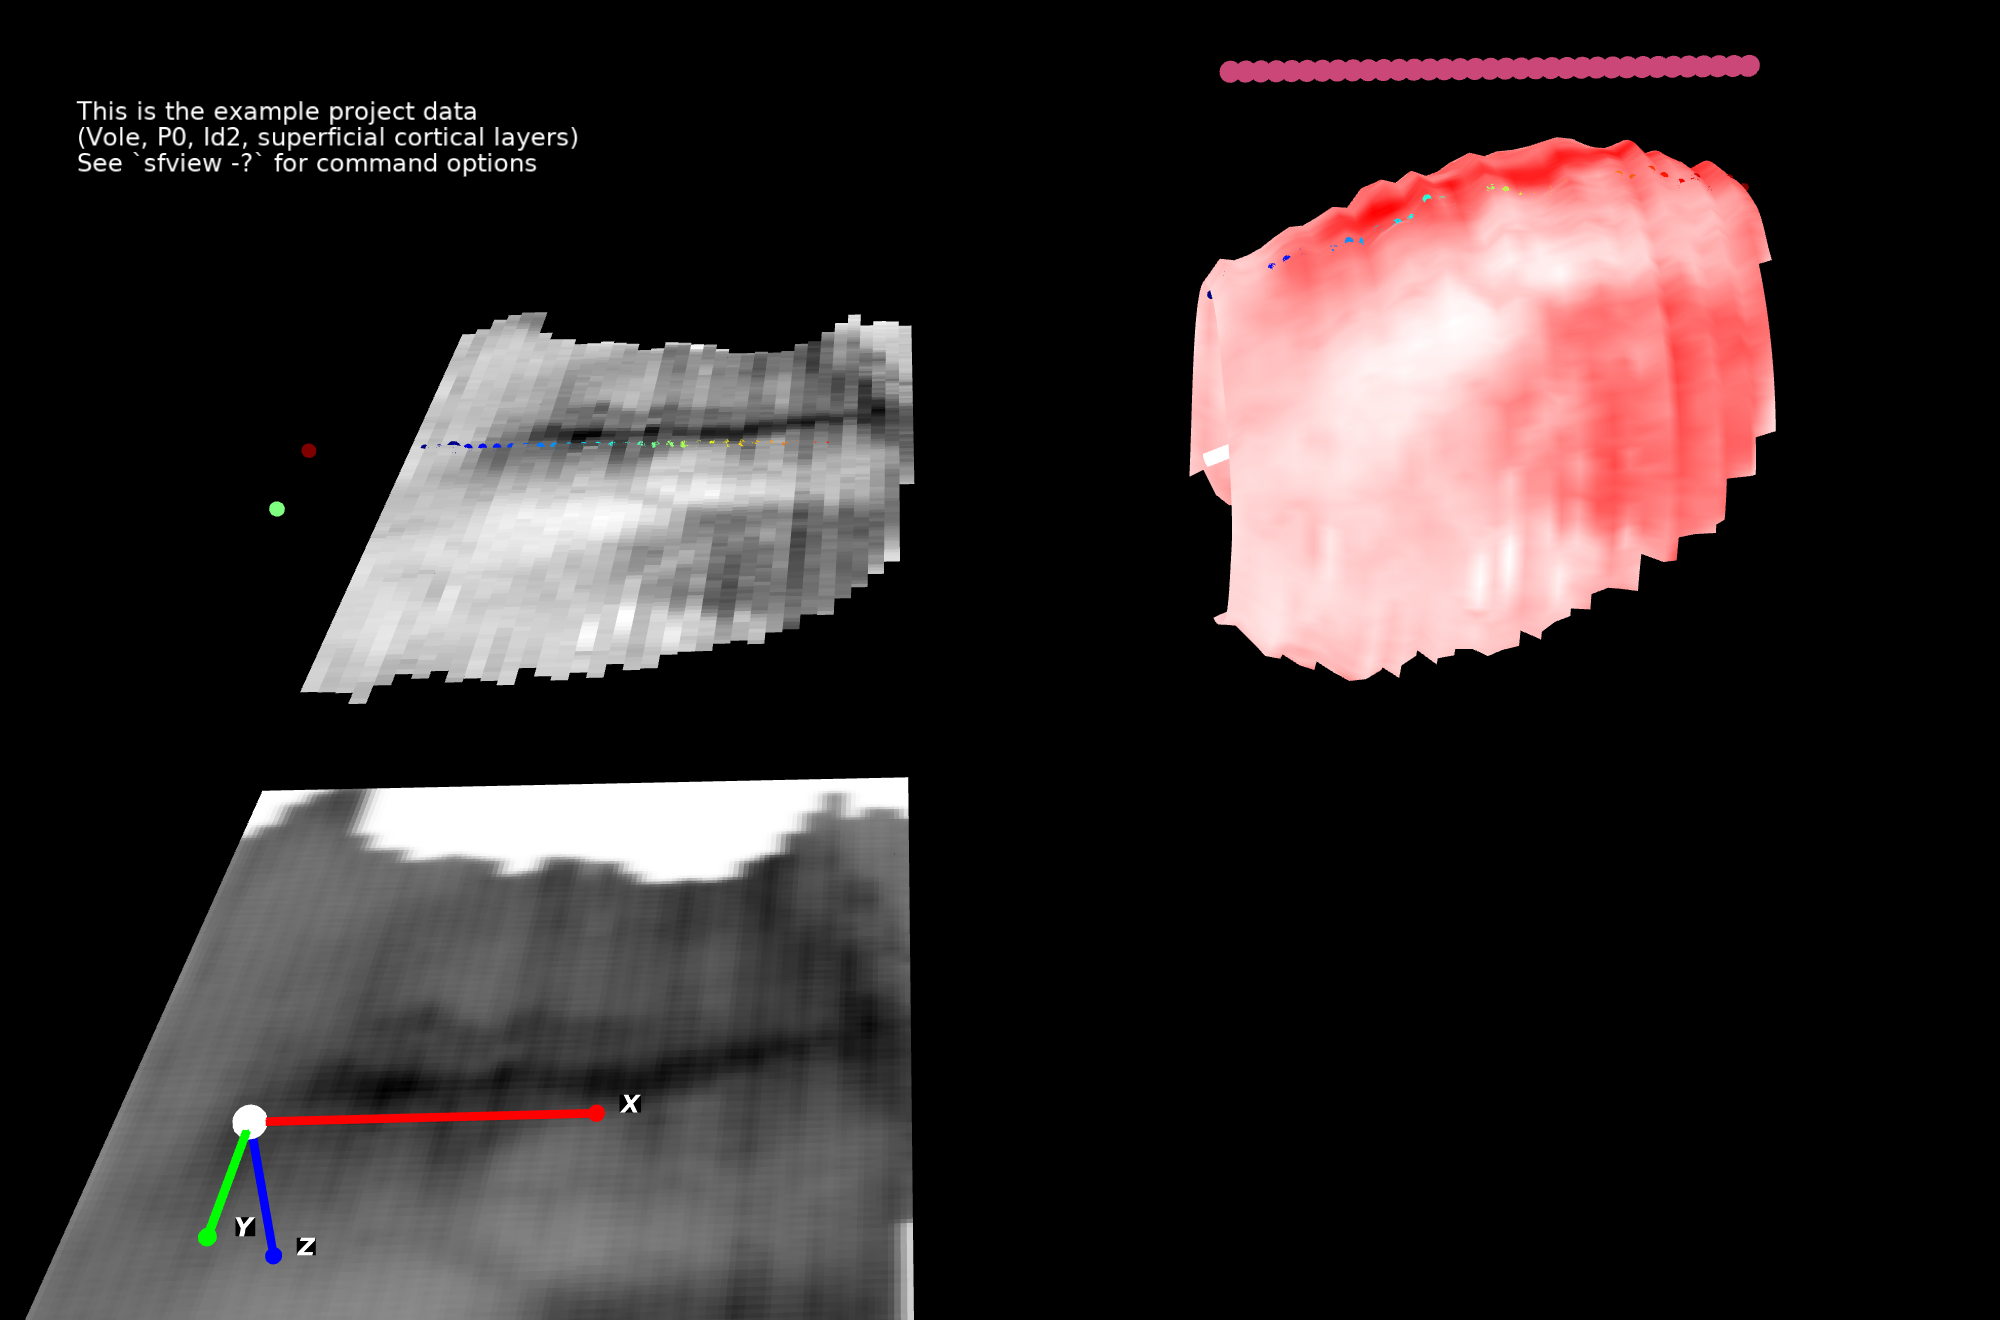 This is the example project data
(Vole, P0, Id2, superficial cortical layers)
See `sfview -?` for command options
X
Y
Z